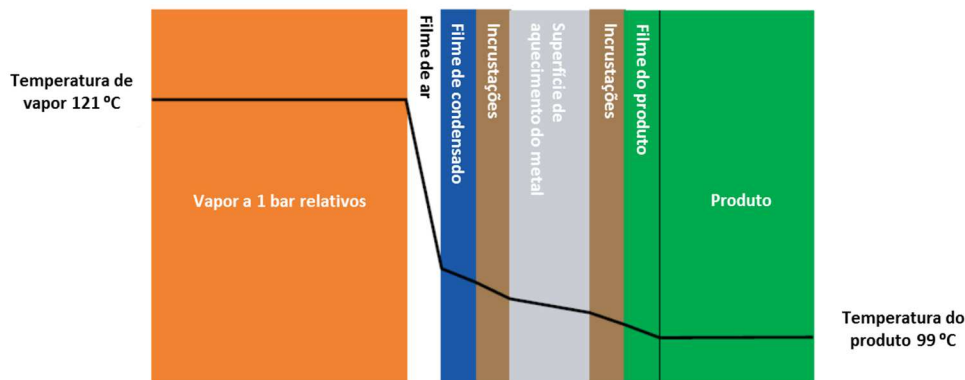 Temperatura de
vapor 121 ºC
Vapor a 1 bar relativos
Filme de ar
Filme de condensado
Incrustações
Superfície de
aquecimento do metal
Incrustações
Filme do produto
Produto
Temperatura do
produto 99 ºC